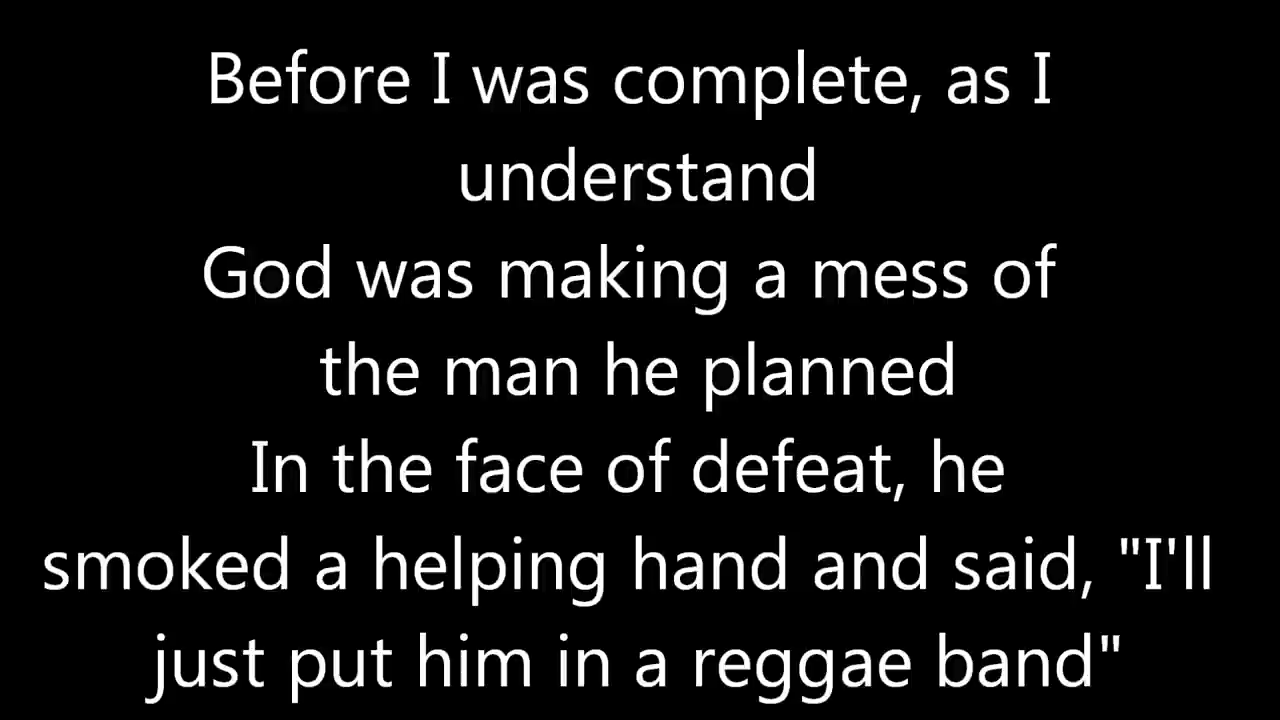 Before I was complete, as I
understand
God was making a mess of
the man he planned
In the face of defeat, he
smoked a helping hand and said, "I'll
just put him in a reggae band"